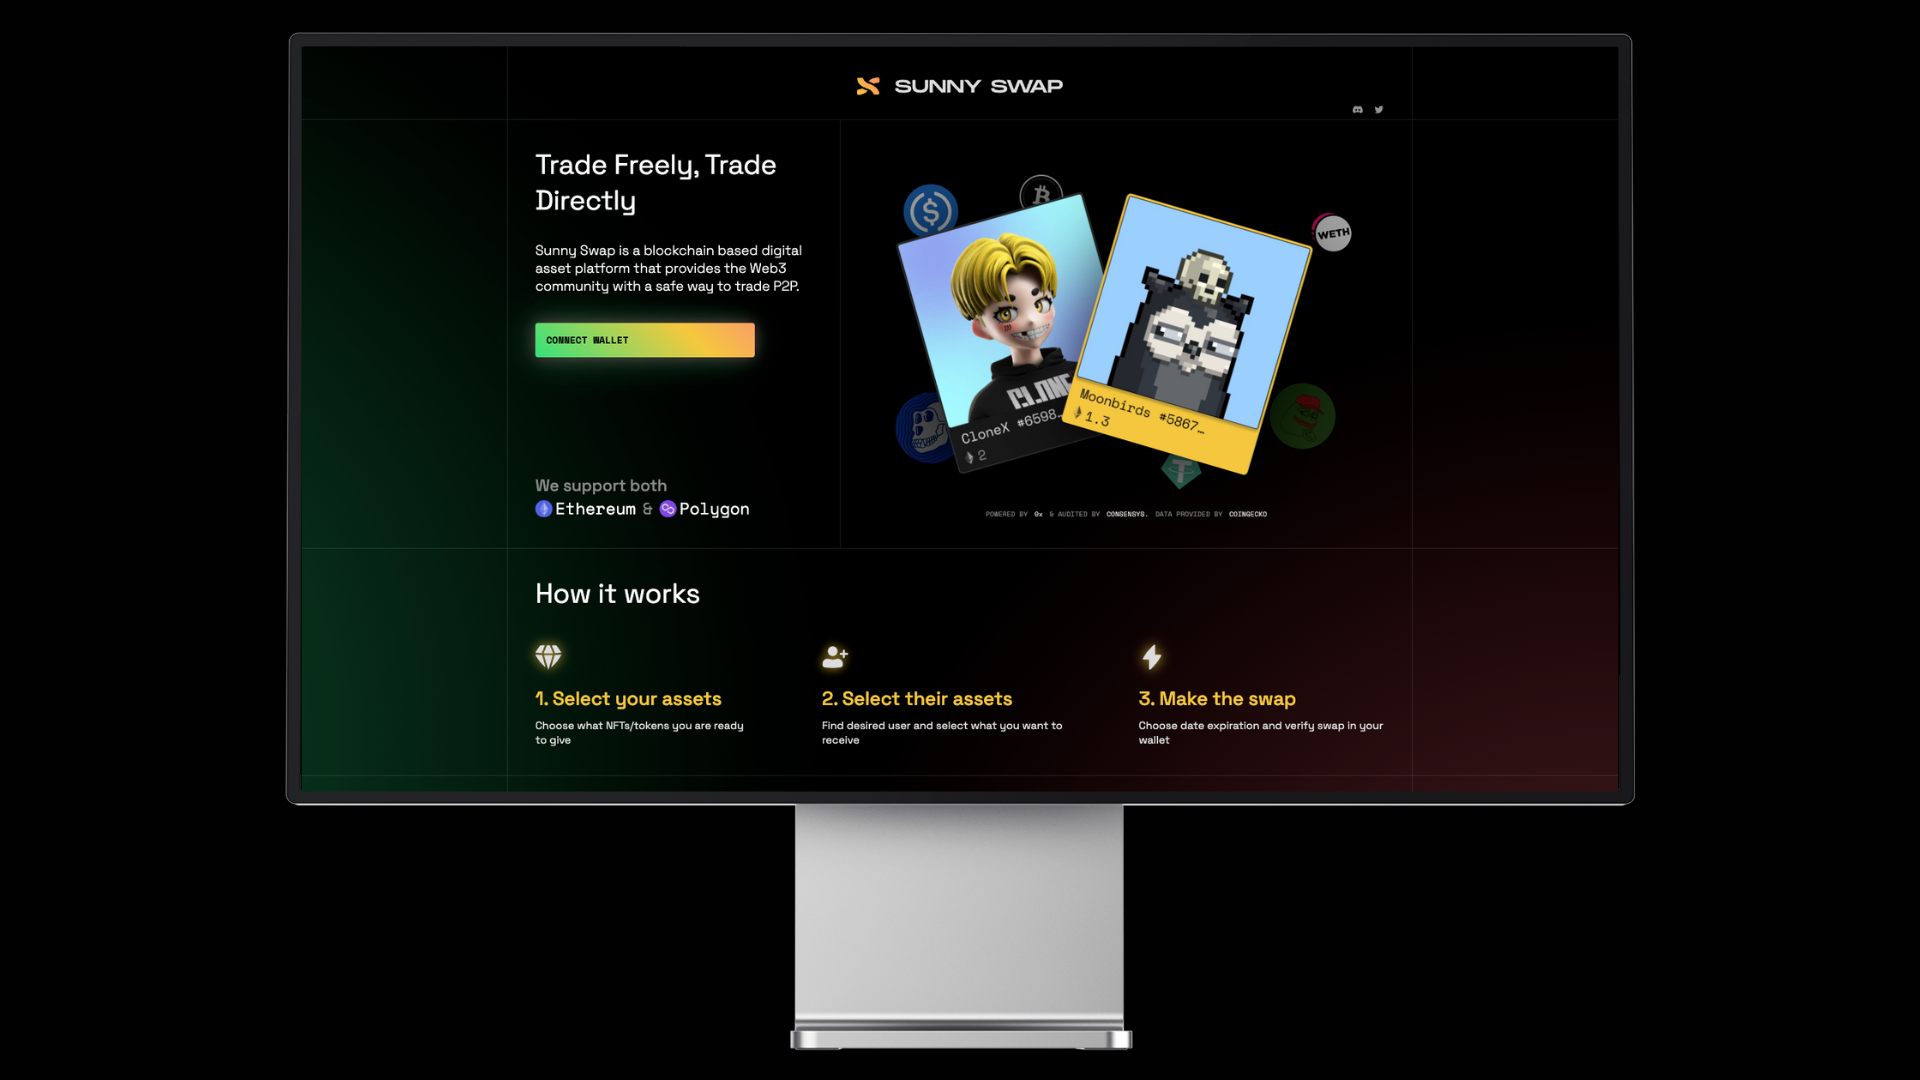 SUNNY SWAP
Trade Freely, Trade
Directly
Sunny Swap is a blockchain based digital
asset platform that provides the Web3
community with a safe way to trade P2P.
CONNECT WALLET
We support both
Ethereum & Polygon
WETH
CLONE
CloneX #6598…
2
Moonbirds #5867…
1.3
POWERED BY 0x & AUDITED BY CONSENSYS. DATA PROVIDED BY COINGECKO
How it works
1. Select your assets
Choose what NFTs/tokens you are ready
to give
2. Select their assets
Find desired user and select what you want to
receive
3. Make the swap
Choose date expiration and verify swap in your
wallet